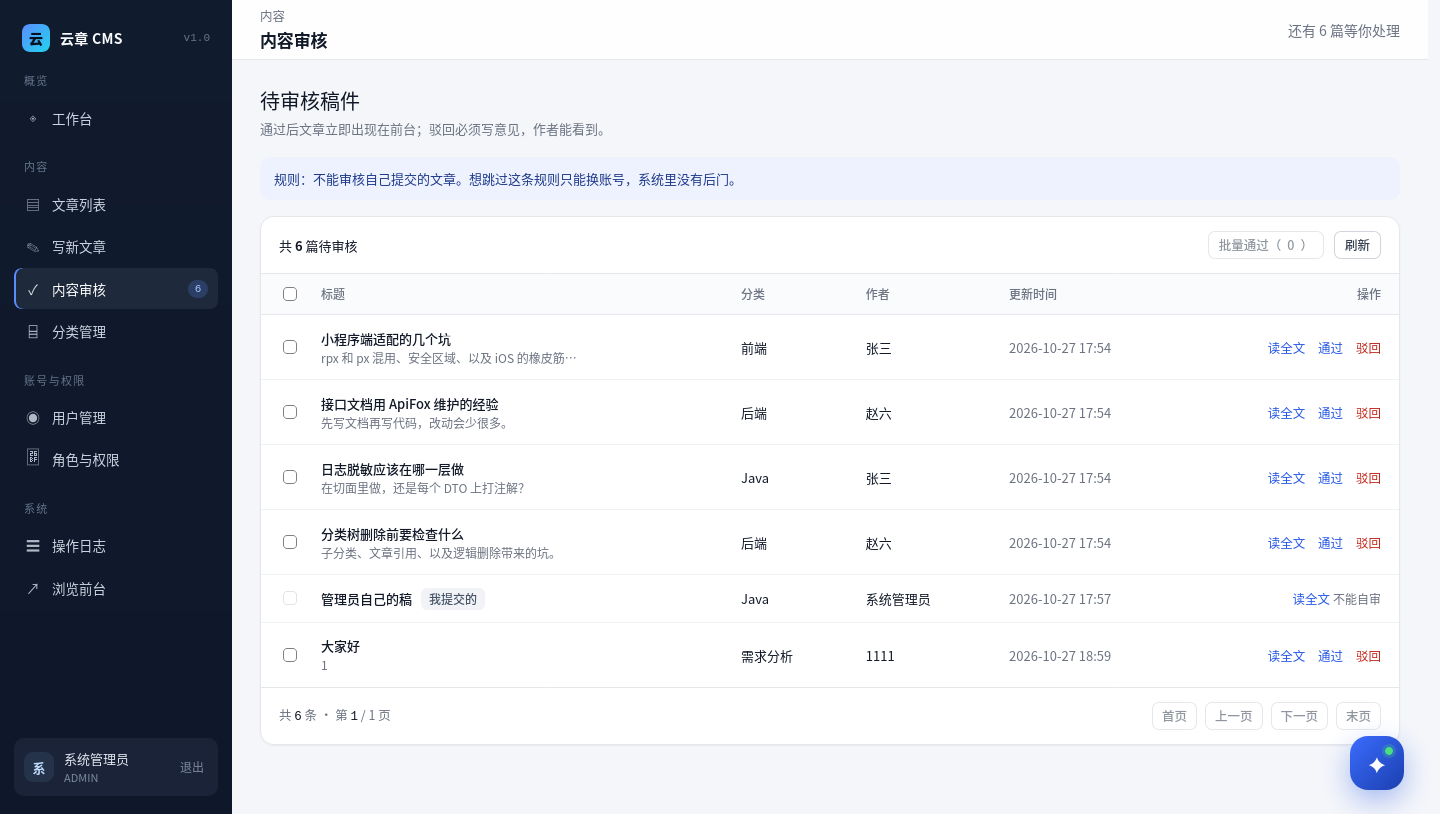 云 云章 CMS v1.0
概览
工作台
内容
文章列表
写新文章
✓ 内容审核 6
分类管理
账号与权限
用户管理
角色与权限
系统
操作日志
浏览前台
系 系统管理员 退出
ADMIN
内容
内容审核
还有 6 篇等你处理
待审核稿件
通过后文章立即出现在前台；驳回必须写意见，作者能看到。
规则：不能审核自己提交的文章。想跳过这条规则只能换账号，系统里没有后门。
共 6 篇待审核 批量通过（ 0 ） 刷新
标题 分类 作者 更新时间 操作
小程序端适配的几个坑
rpx 和 px 混用、安全区域、以及 iOS 的橡皮筋…
前端 张三 2026-10-27 17:54 读全文 通过 驳回
接口文档用 ApiFox 维护的经验
先写文档再写代码，改动会少很多。
后端 赵六 2026-10-27 17:54 读全文 通过 驳回
日志脱敏应该在哪一层做
在切面里做，还是每个 DTO 上打注解？
Java 张三 2026-10-27 17:54 读全文 通过 驳回
分类树删除前要检查什么
子分类、文章引用、以及逻辑删除带来的坑。
后端 赵六 2026-10-27 17:54 读全文 通过 驳回
管理员自己的稿 我提交的 Java 系统管理员 2026-10-27 17:57 读全文 不能自审
大家好
1
需求分析 1111 2026-10-27 18:59 读全文 通过 驳回
共 6 条 · 第 1 / 1 页 首页 上一页 下一页 末页